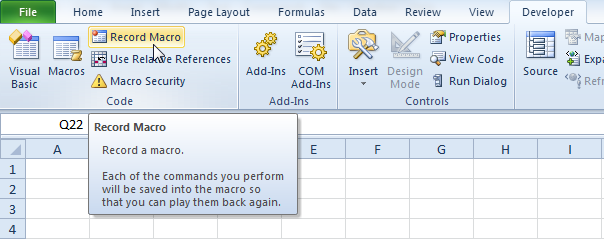 File Home Insert Page Layout Formulas Data Review View Developer
Visual Basic
Macros
Record Macro
Use Relative References
Macro Security
Code
Add-Ins
COM Add-Ins
Add-Ins
Insert
Design Mode
Properties
View Code
Run Dialog
Controls
Source
Map
Expa
Refr
Q22
Record Macro
Record a macro.
Each of the commands you perform
will be saved into the macro so
that you can play them back again.
A E F G H I
1
2
3
4